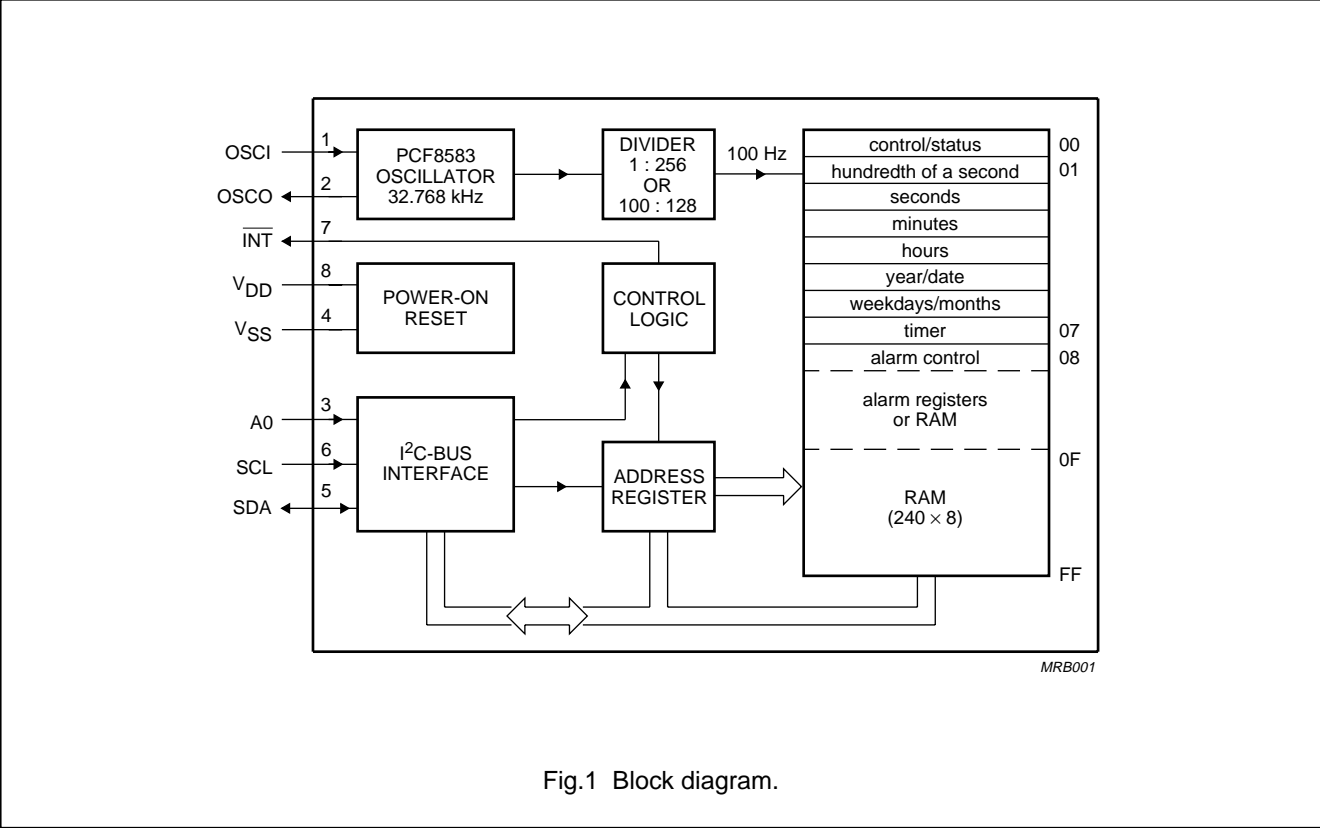 OSCI
1
OSCO
2
INT
7
VDD
8
VSS
4
A0
3
SCL
6
SDA
5
PCF8583
OSCILLATOR
32.768 kHz
DIVIDER
1 : 256
OR
100 : 128
100 Hz
POWER-ON
RESET
CONTROL
LOGIC
I2C-BUS
INTERFACE
ADDRESS
REGISTER
control/status 00
hundredth of a second 01
seconds
minutes
hours
year/date
weekdays/months
timer 07
alarm control 08
alarm registers
or RAM
0F
RAM
(240 × 8)
FF
MRB001
Fig.1 Block diagram.